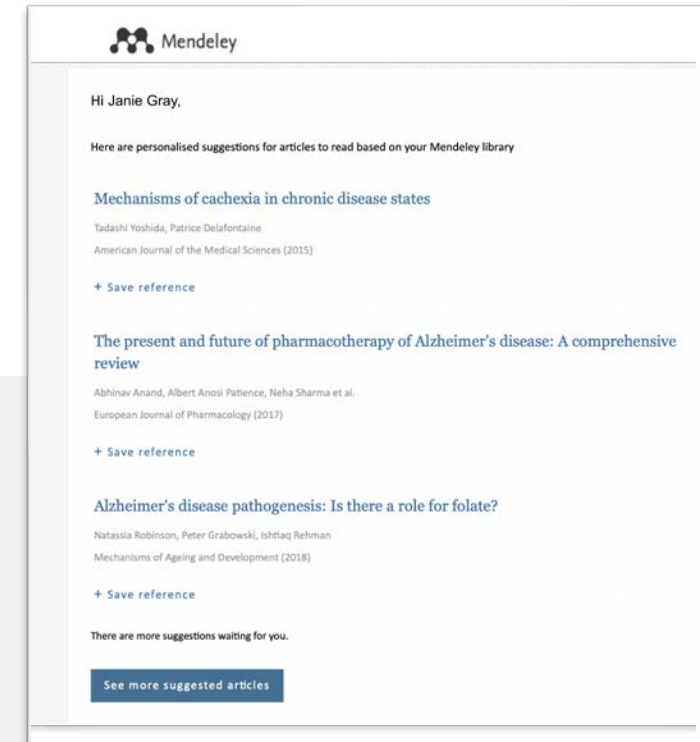 Mendeley
Hi Janie Gray,
Here are personalised suggestions for articles to read based on your Mendeley library
Mechanisms of cachexia in chronic disease states
Tadashi Yoshida, Patrice Delafontaine
American Journal of the Medical Sciences (2015)
+ Save reference
The present and future of pharmacotherapy of Alzheimer's disease: A comprehensive
review
Abhinav Anand, Albert Anosi Patience, Neha Sharma et al.
European Journal of Pharmacology (2017)
+ Save reference
Alzheimer's disease pathogenesis: Is there a role for folate?
Natassia Robinson, Peter Grabowski, Ishtiaq Rehman
Mechanisms of Ageing and Development (2018)
+ Save reference
There are more suggestions waiting for you.
See more suggested articles